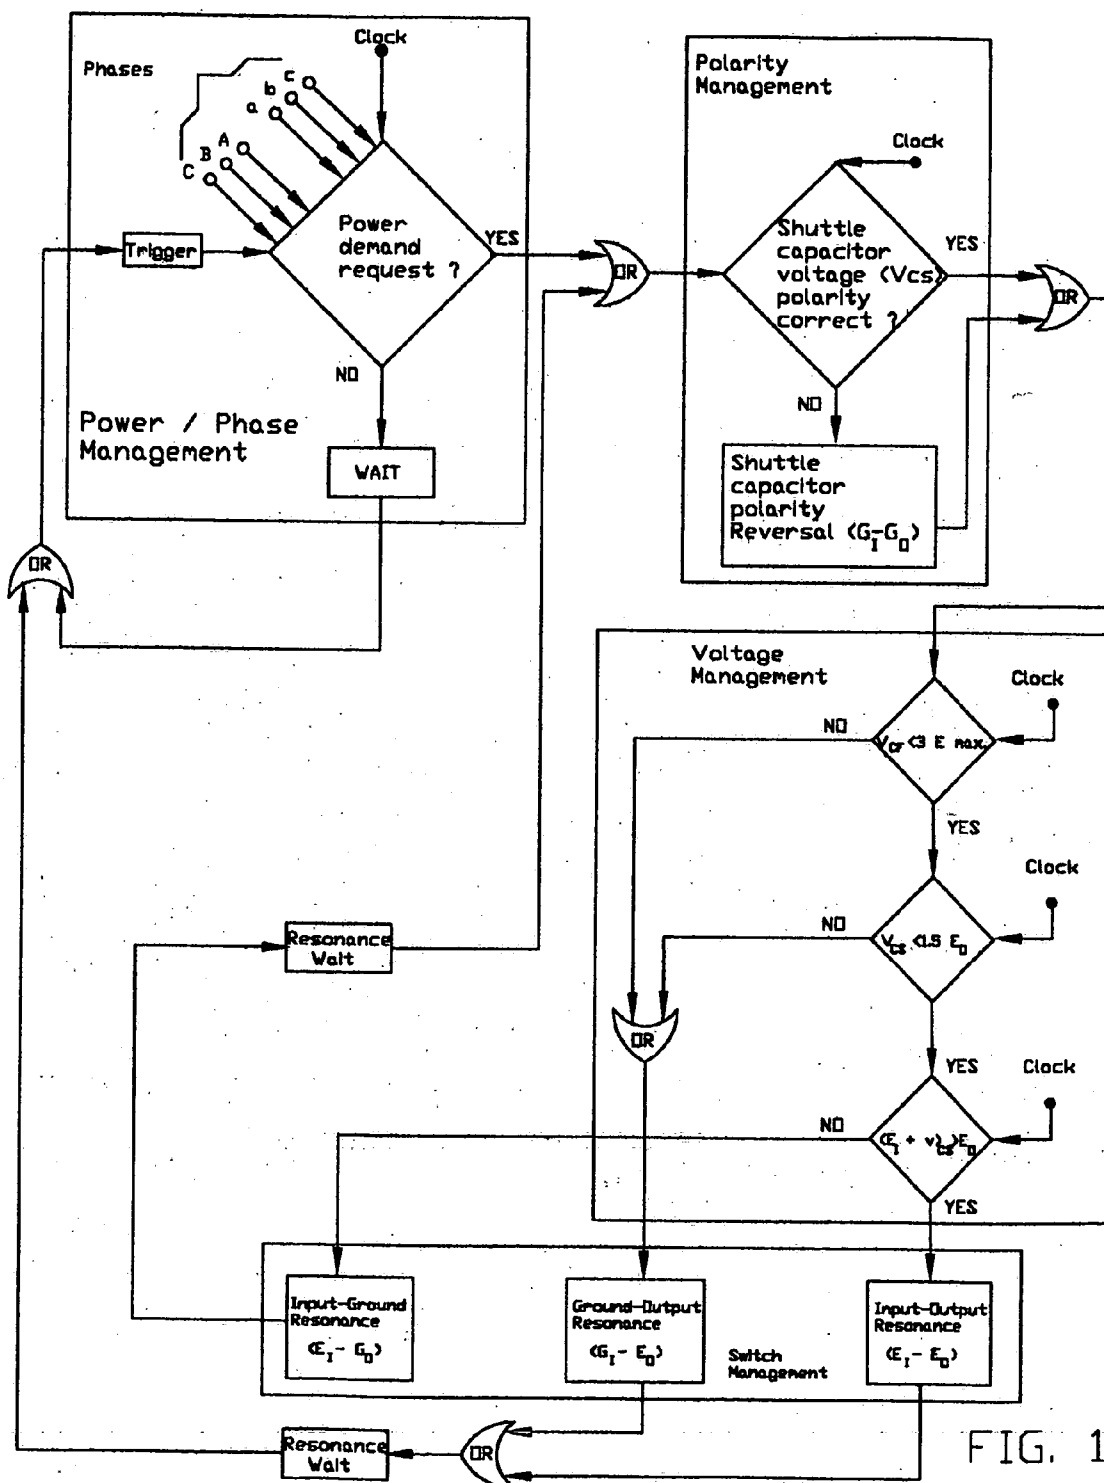 Clock
Phases
c
b
a
A
B
C
Trigger
Power
demand
request ?
YES
NO
WAIT
Power / Phase
Management
OR
OR
Polarity
Management
Clock
Shuttle
capacitor
voltage (Vcs)
polarity
correct ?
YES
NO
OR
Shuttle
capacitor
polarity
Reversal (G_I-G_O)
Voltage
Management
Clock
NO
V_CF <3 E max.
YES
Clock
NO
V_CS <1.5 E_O
YES
Clock
NO
(E_I + v)_CS >E_O
YES
OR
Resonance
Wait
Input-Ground
Resonance
(E_I - G_O)
Ground-Output
Resonance
(G_I - E_O)
Input-Output
Resonance
(E_I - E_O)
Switch
Management
Resonance
Wait
OR
FIG. 1